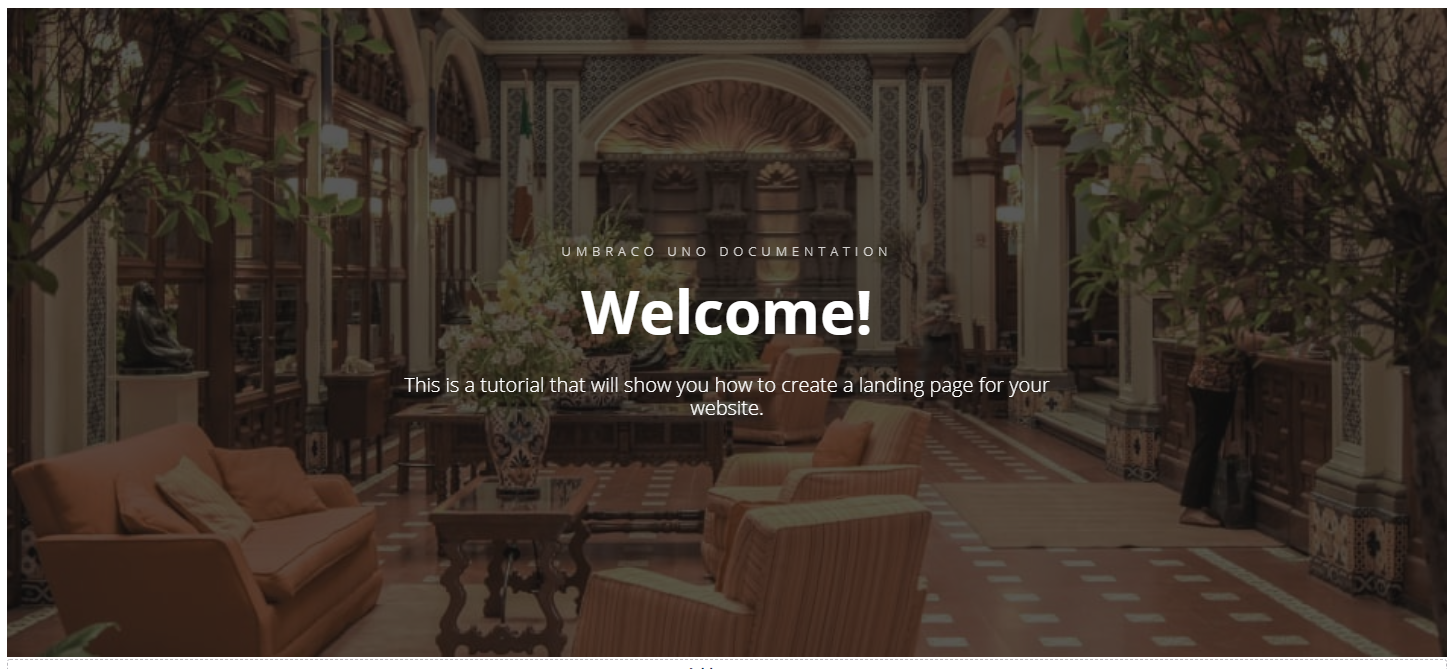 UMBRACO UNO DOCUMENTATION
Welcome!
This is a tutorial that will show you how to create a landing page for your
website.